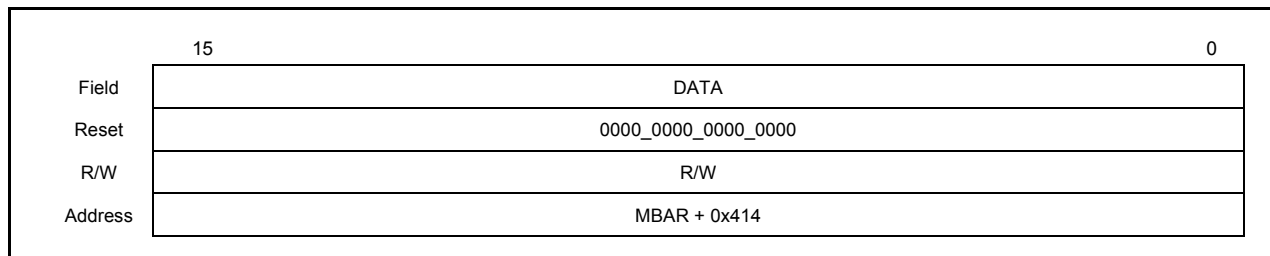 15 0
Field DATA
Reset 0000_0000_0000_0000
R/W R/W
Address MBAR + 0x414